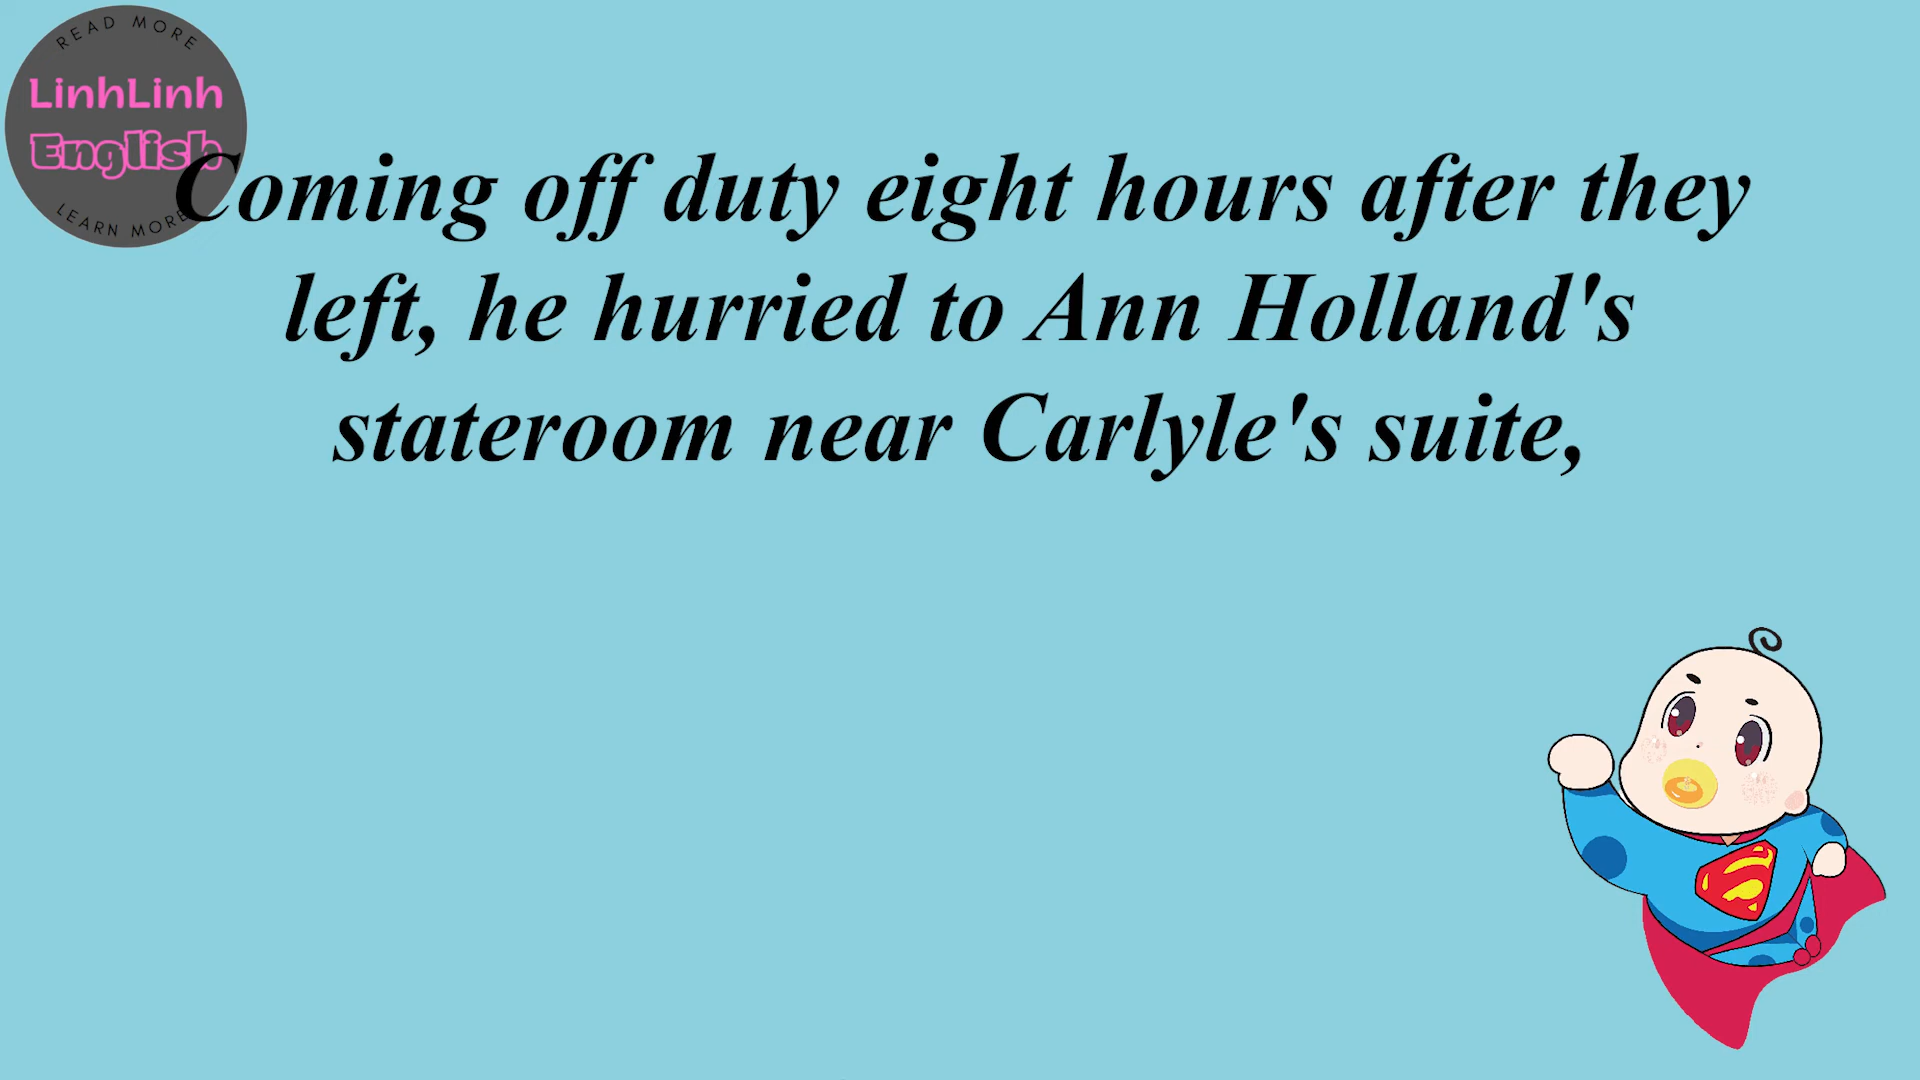 READ MORE
LinhLinh
English
LEARN MORE
Coming off duty eight hours after they
left, he hurried to Ann Holland's
stateroom near Carlyle's suite,